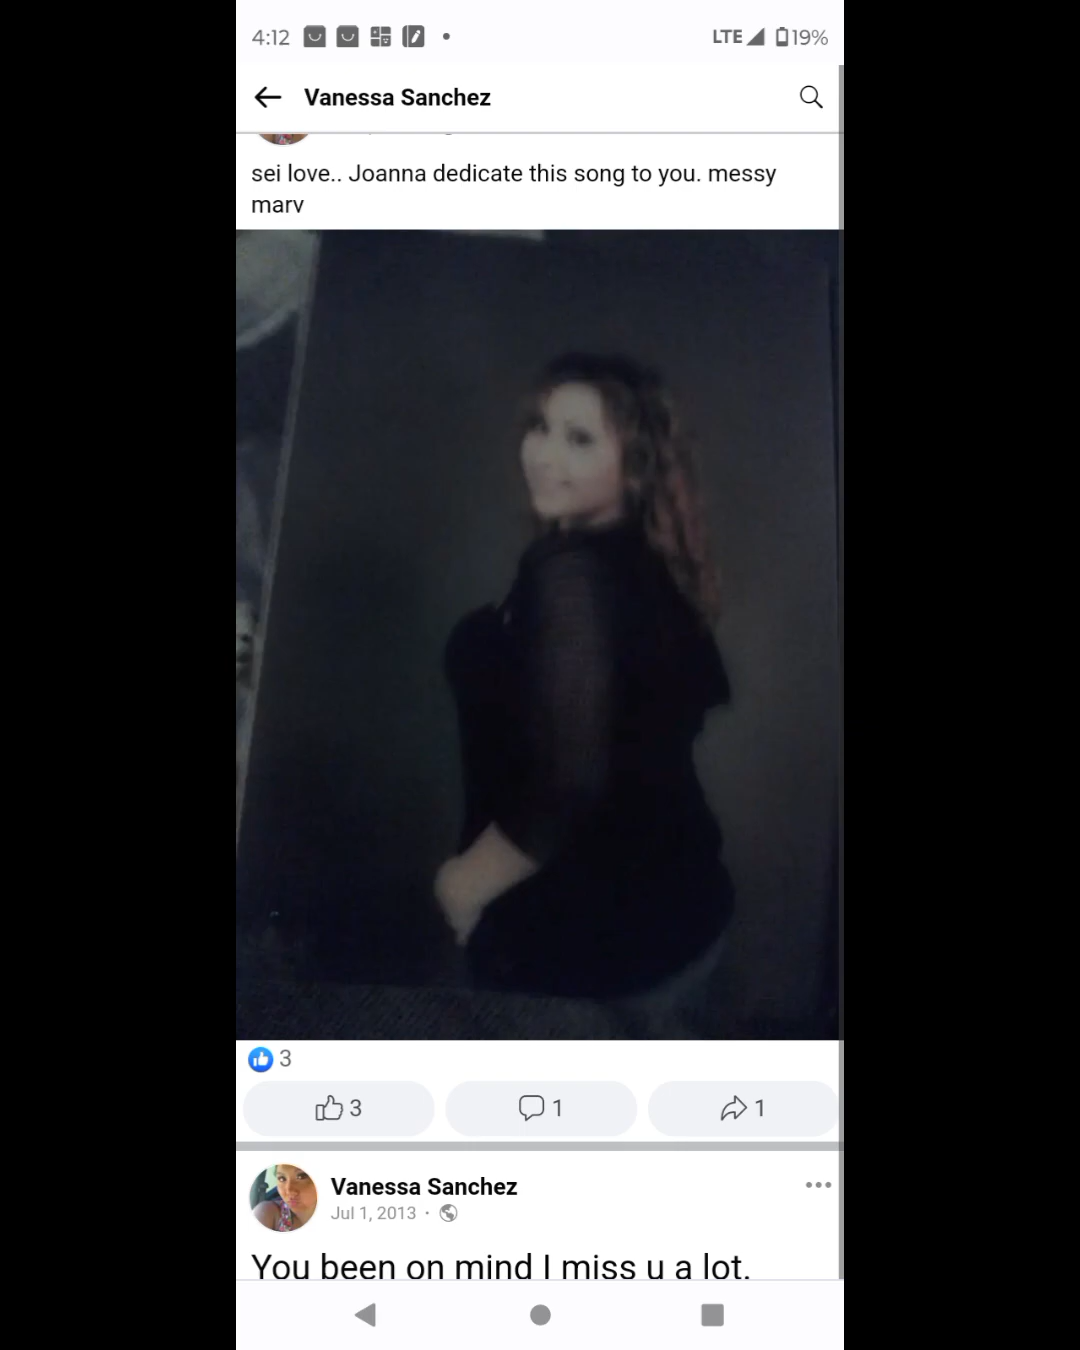 4:12 LTE 19%
Vanessa Sanchez
sei love.. Joanna dedicate this song to you. messy
marv
3
3 1 1
Vanessa Sanchez
Jul 1, 2013 ·
You been on mind I miss u a lot.